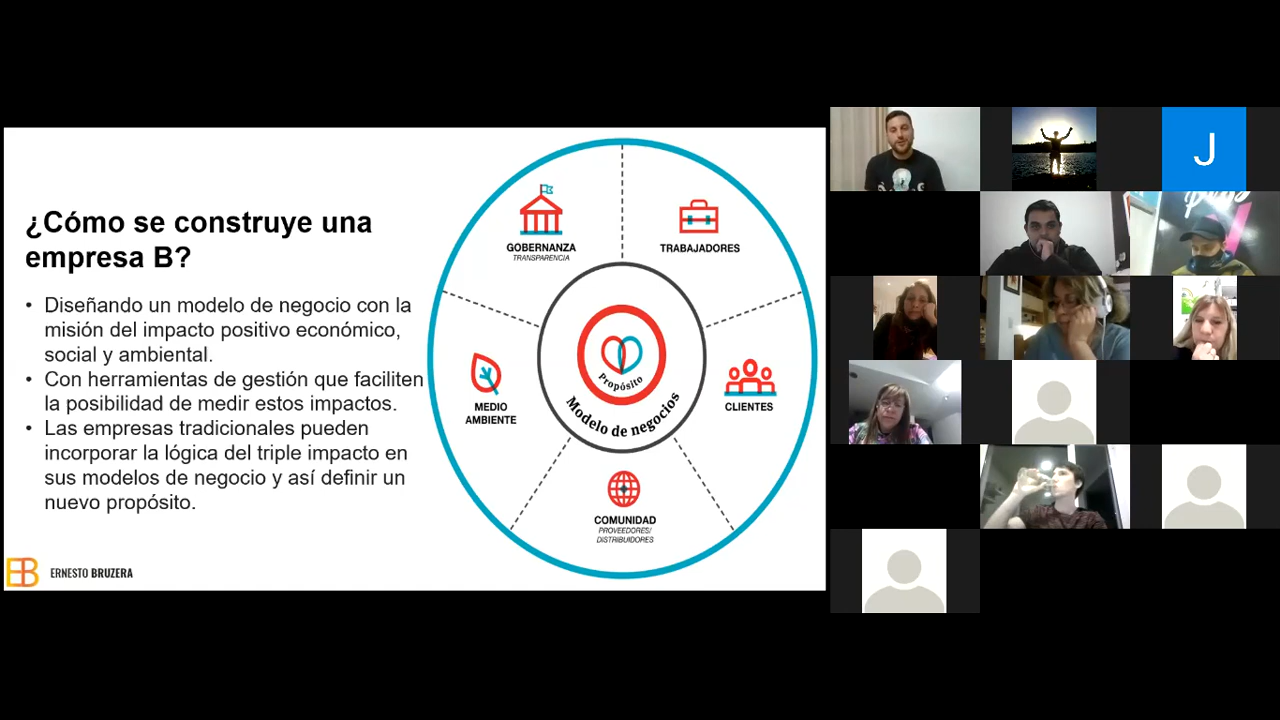 ¿Cómo se construye una
empresa B?
• Diseñando un modelo de negocio con la
misión del impacto positivo económico,
social y ambiental.
• Con herramientas de gestión que faciliten
la posibilidad de medir estos impactos.
• Las empresas tradicionales pueden
incorporar la lógica del triple impacto en
sus modelos de negocio y así definir un
nuevo propósito.
EB
ERNESTO BRUZERA
GOBERNANZA
TRANSPARENCIA
TRABAJADORES
MEDIO
AMBIENTE
Propósito
Modelo de negocios
CLIENTES
COMUNIDAD
PROVEEDORES/
DISTRIBUIDORES
J